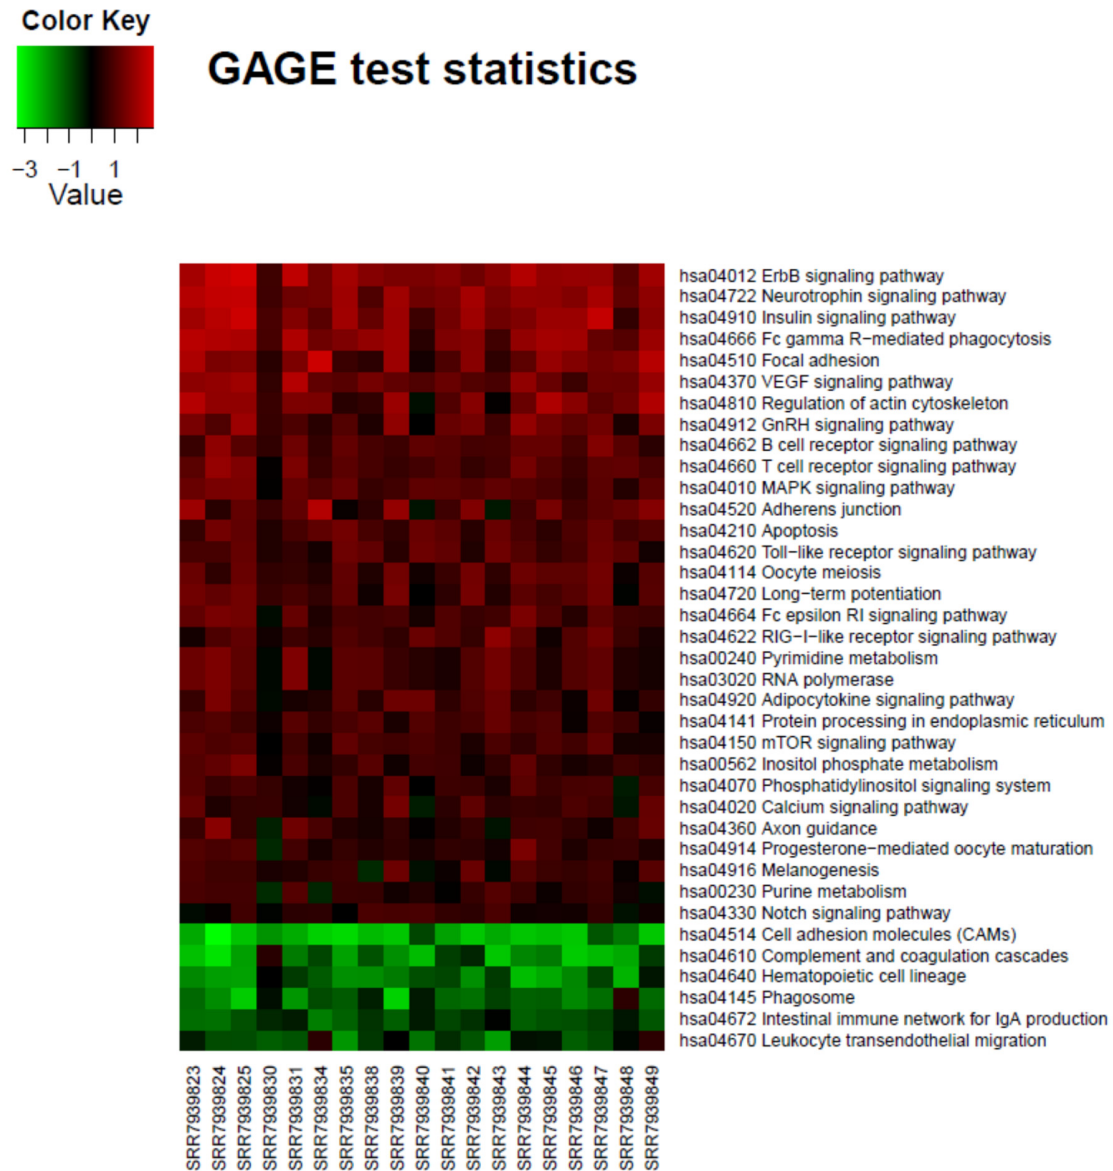 Color Key
GAGE test statistics
−3 −1 1
Value
hsa04012 ErbB signaling pathway
hsa04722 Neurotrophin signaling pathway
hsa04910 Insulin signaling pathway
hsa04666 Fc gamma R−mediated phagocytosis
hsa04510 Focal adhesion
hsa04370 VEGF signaling pathway
hsa04810 Regulation of actin cytoskeleton
hsa04912 GnRH signaling pathway
hsa04662 B cell receptor signaling pathway
hsa04660 T cell receptor signaling pathway
hsa04010 MAPK signaling pathway
hsa04520 Adherens junction
hsa04210 Apoptosis
hsa04620 Toll−like receptor signaling pathway
hsa04114 Oocyte meiosis
hsa04720 Long−term potentiation
hsa04664 Fc epsilon RI signaling pathway
hsa04622 RIG−I−like receptor signaling pathway
hsa00240 Pyrimidine metabolism
hsa03020 RNA polymerase
hsa04920 Adipocytokine signaling pathway
hsa04141 Protein processing in endoplasmic reticulum
hsa04150 mTOR signaling pathway
hsa00562 Inositol phosphate metabolism
hsa04070 Phosphatidylinositol signaling system
hsa04020 Calcium signaling pathway
hsa04360 Axon guidance
hsa04914 Progesterone−mediated oocyte maturation
hsa04916 Melanogenesis
hsa00230 Purine metabolism
hsa04330 Notch signaling pathway
hsa04514 Cell adhesion molecules (CAMs)
hsa04610 Complement and coagulation cascades
hsa04640 Hematopoietic cell lineage
hsa04145 Phagosome
hsa04672 Intestinal immune network for IgA production
hsa04670 Leukocyte transendothelial migration
SRR7939823
SRR7939824
SRR7939825
SRR7939830
SRR7939831
SRR7939834
SRR7939835
SRR7939838
SRR7939839
SRR7939840
SRR7939841
SRR7939842
SRR7939843
SRR7939844
SRR7939845
SRR7939846
SRR7939847
SRR7939848
SRR7939849